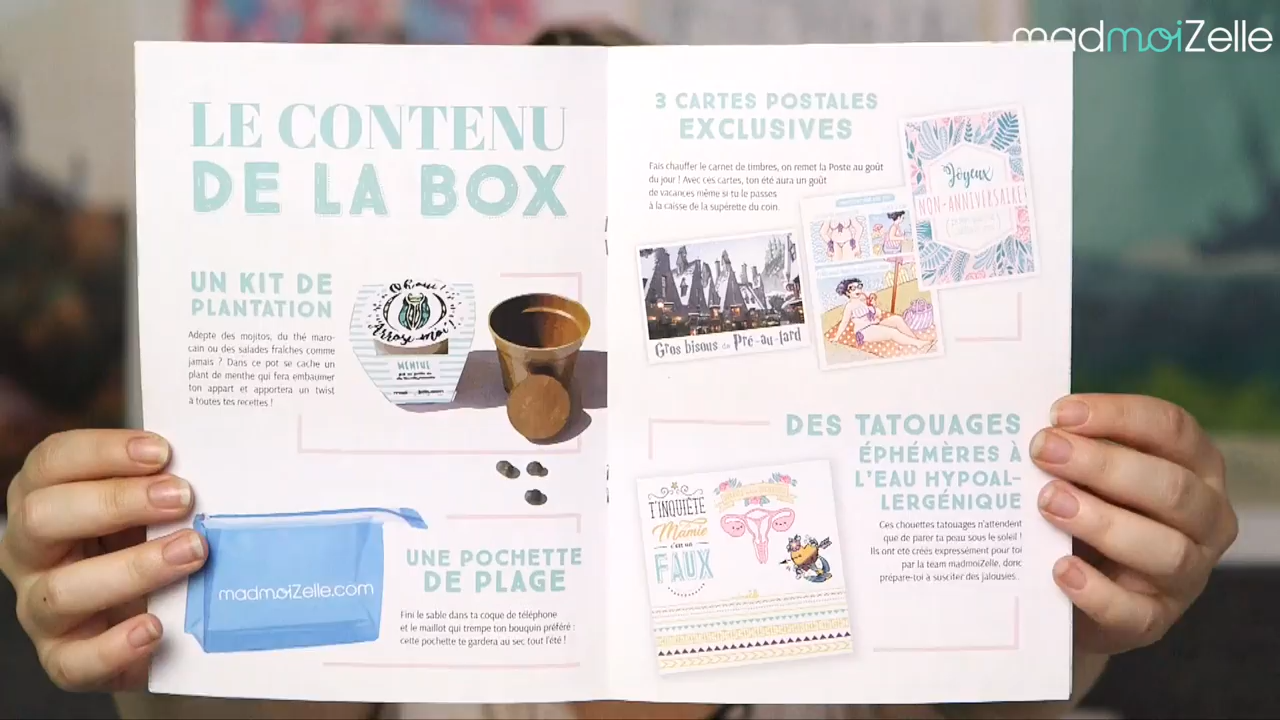 madmoiZelle
LE CONTENU
DE LA BOX
UN KIT DE
PLANTATION
Adepte des mojitos, du thé maro-
cain ou des salades fraîches comme
jamais ? Dans ce pot se cache un
plant de menthe qui fera embaumer
ton appart et apportera un twist
à toutes tes recettes !
Arrose-moi !
MENTHE
madmoiZelle.com
UNE POCHETTE
DE PLAGE
Fini le sable dans ta coque de téléphone
et le maillot qui trempe ton bouquin préféré :
cette pochette te gardera au sec tout l'été !
3 CARTES POSTALES
EXCLUSIVES
Fais chauffer le carnet de timbres, on remet la Poste au goût
du jour ! Avec ces cartes, ton été aura un goût
de vacances même si tu le passes
à la caisse de la supérette du coin.
Joyeux
NON-ANNIVERSAIRE
Gros bisous de Pré-au-lard
DES TATOUAGES
ÉPHÉMÈRES À
L'EAU HYPOAL-
LERGÉNIQUE
Ces chouettes tatouages n'attendent
que de parer ta peau sous le soleil !
Ils ont été créés expressément pour toi
par la team madmoiZelle, donc
prépare-toi à susciter des jalousies...
T'INQUIÈTE
Mamie
c'est un
FAUX